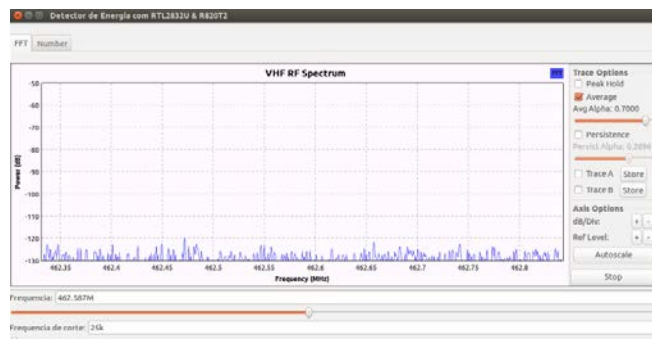 Detector de Energia com RTL2832U & R820T2
FFT Number
VHF RF Spectrum
FFT
Trace Options
Peak Hold
Average
Avg Alpha: 0.7000
Persistence
Persist Alpha:
Trace A Store
Trace B Store
Axis Options
dB/Div: + -
Ref Level: + -
Autoscale
Stop
Power (dB)
-50
-60
-70
-80
-90
-100
-110
-120
-130
462.35 462.4 462.45 462.5 462.55 462.6 462.65 462.7 462.75 462.8
Frequency (MHz)
Frequencia: 462.587M
Frequencia de corte: 25k